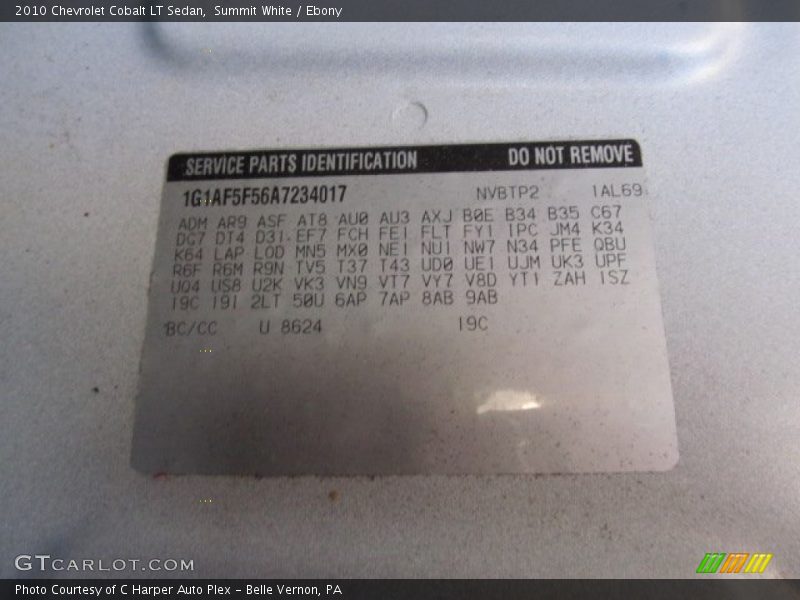 2010 Chevrolet Cobalt LT Sedan, Summit White / Ebony
SERVICE PARTS IDENTIFICATION DO NOT REMOVE
1G1AF5F56A7234017 NVBTP2 1AL69
ADM AR9 ASF AT8 AU0 AU3 AXJ B0E B34 B35 C67
DC7 DT4 D31 EF7 FCH FE1 FLT FY1 IPC JM4 K34
K64 LAP LOD MN5 MX0 NE1 NU1 NW7 N34 PFE QBU
R6F R6M R9N TV5 T37 T43 UD0 UE1 UJM UK3 UPF
UQ4 US8 U2K VK3 VN9 VT7 VY7 V8D YT1 ZAH 1SZ
19C 19I 2LT 50U 6AP 7AP 8AB 9AB
BC/CC U 8624 19C
GTCARLOT.COM
Photo Courtesy of C Harper Auto Plex - Belle Vernon, PA